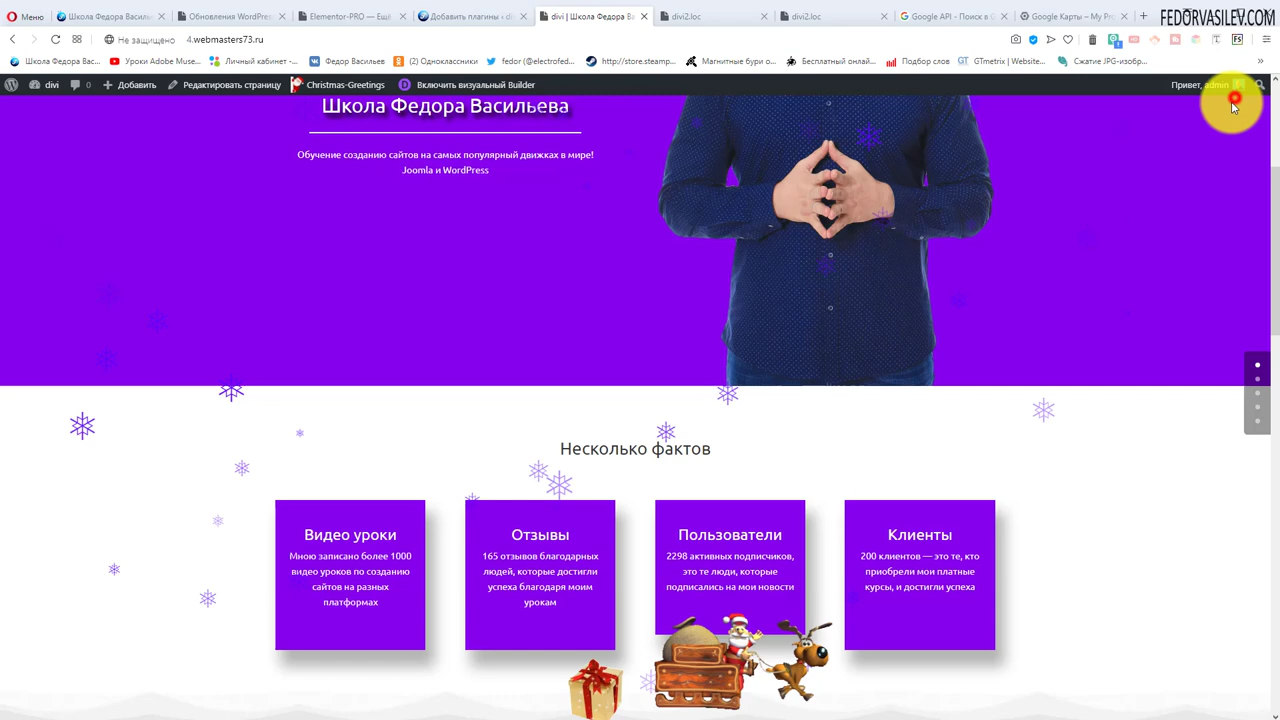 Меню
Школа Федора Василь
Обновления WordPres
Elementor-PRO — Ещё
Добавить плагины ‹ di
divi | Школа Федора Ва
divi2.loc
divi2.loc
Google API - Поиск в G
Google Карты – My Pro
FEDORVASILEV.COM
Не защищено
4.webmasters73.ru
Школа Федора Вас...
Уроки Adobe Muse...
Личный кабинет -...
Федор Васильев
(2) Одноклассники
fedor (@electrofed...
http://store.steamp...
Магнитные бури о...
Бесплатный онлай...
Подбор слов
GTmetrix | Website...
Сжатие JPG-изобр...
divi
0
Добавить
Редактировать страницу
Christmas-Greetings
Включить визуальный Builder
Привет, admin
Школа Федора Васильева
Обучение созданию сайтов на самых популярный движках в мире!
Joomla и WordPress
Несколько фактов
Видео уроки
Мною записано более 1000
видео уроков по созданию
сайтов на разных
платформах
Отзывы
165 отзывов благодарных
людей, которые достигли
успеха благодаря моим
урокам
Пользователи
2298 активных подписчиков,
это те люди, которые
подписались на мои новости
Клиенты
200 клиентов — это те, кто
приобрели мои платные
курсы, и достигли успеха